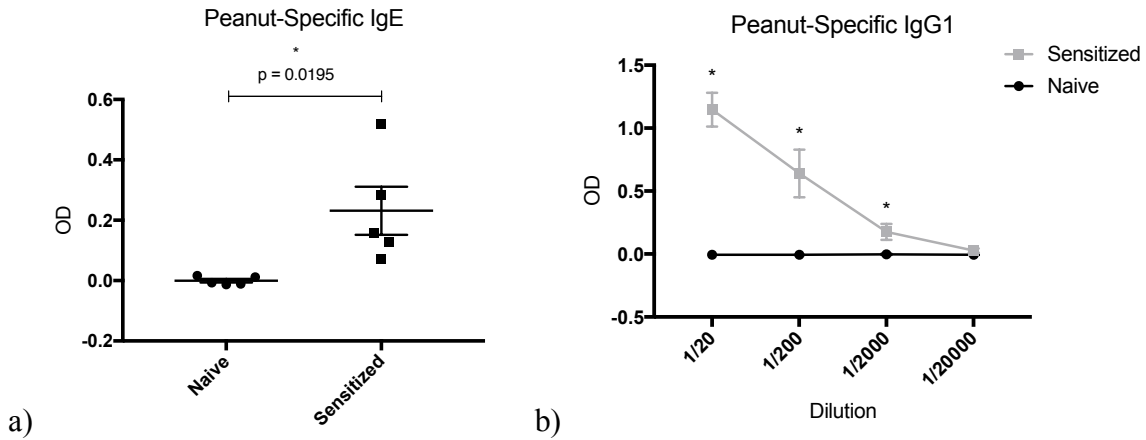 Peanut-Specific IgE
*
p = 0.0195
0.6
0.4
0.2
0.0
-0.2
OD
Naive
Sensitized
a)
Peanut-Specific IgG1
Sensitized
Naive
1.5
1.0
0.5
0.0
-0.5
OD
*
*
*
1/20
1/200
1/2000
1/20000
Dilution
b)